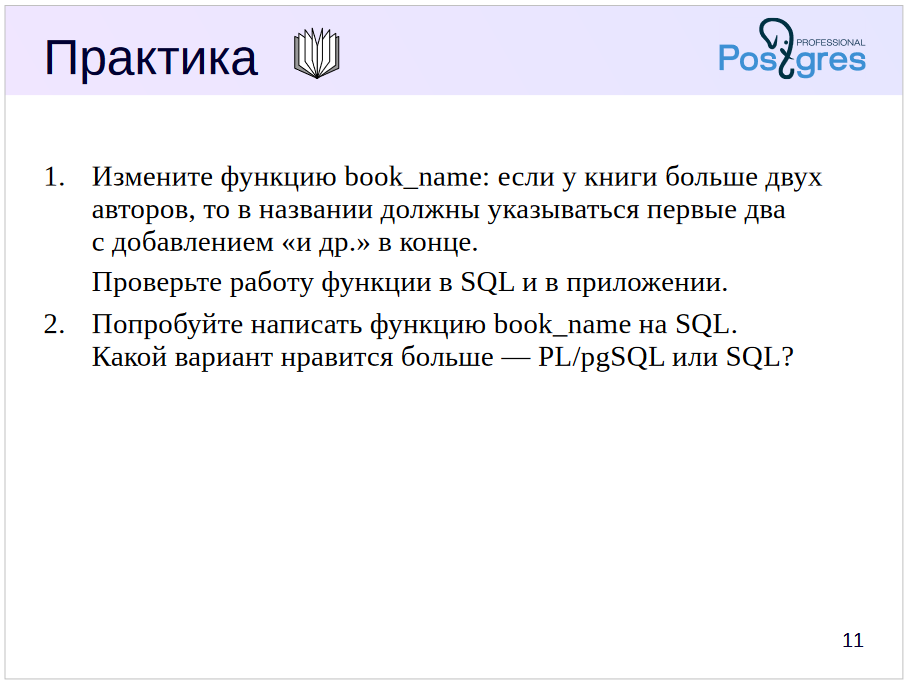 Практика
PROFESSIONAL
Postgres
1. Измените функцию book_name: если у книги больше двух
авторов, то в названии должны указываться первые два
с добавлением «и др.» в конце.
Проверьте работу функции в SQL и в приложении.
2. Попробуйте написать функцию book_name на SQL.
Какой вариант нравится больше — PL/pgSQL или SQL?
11